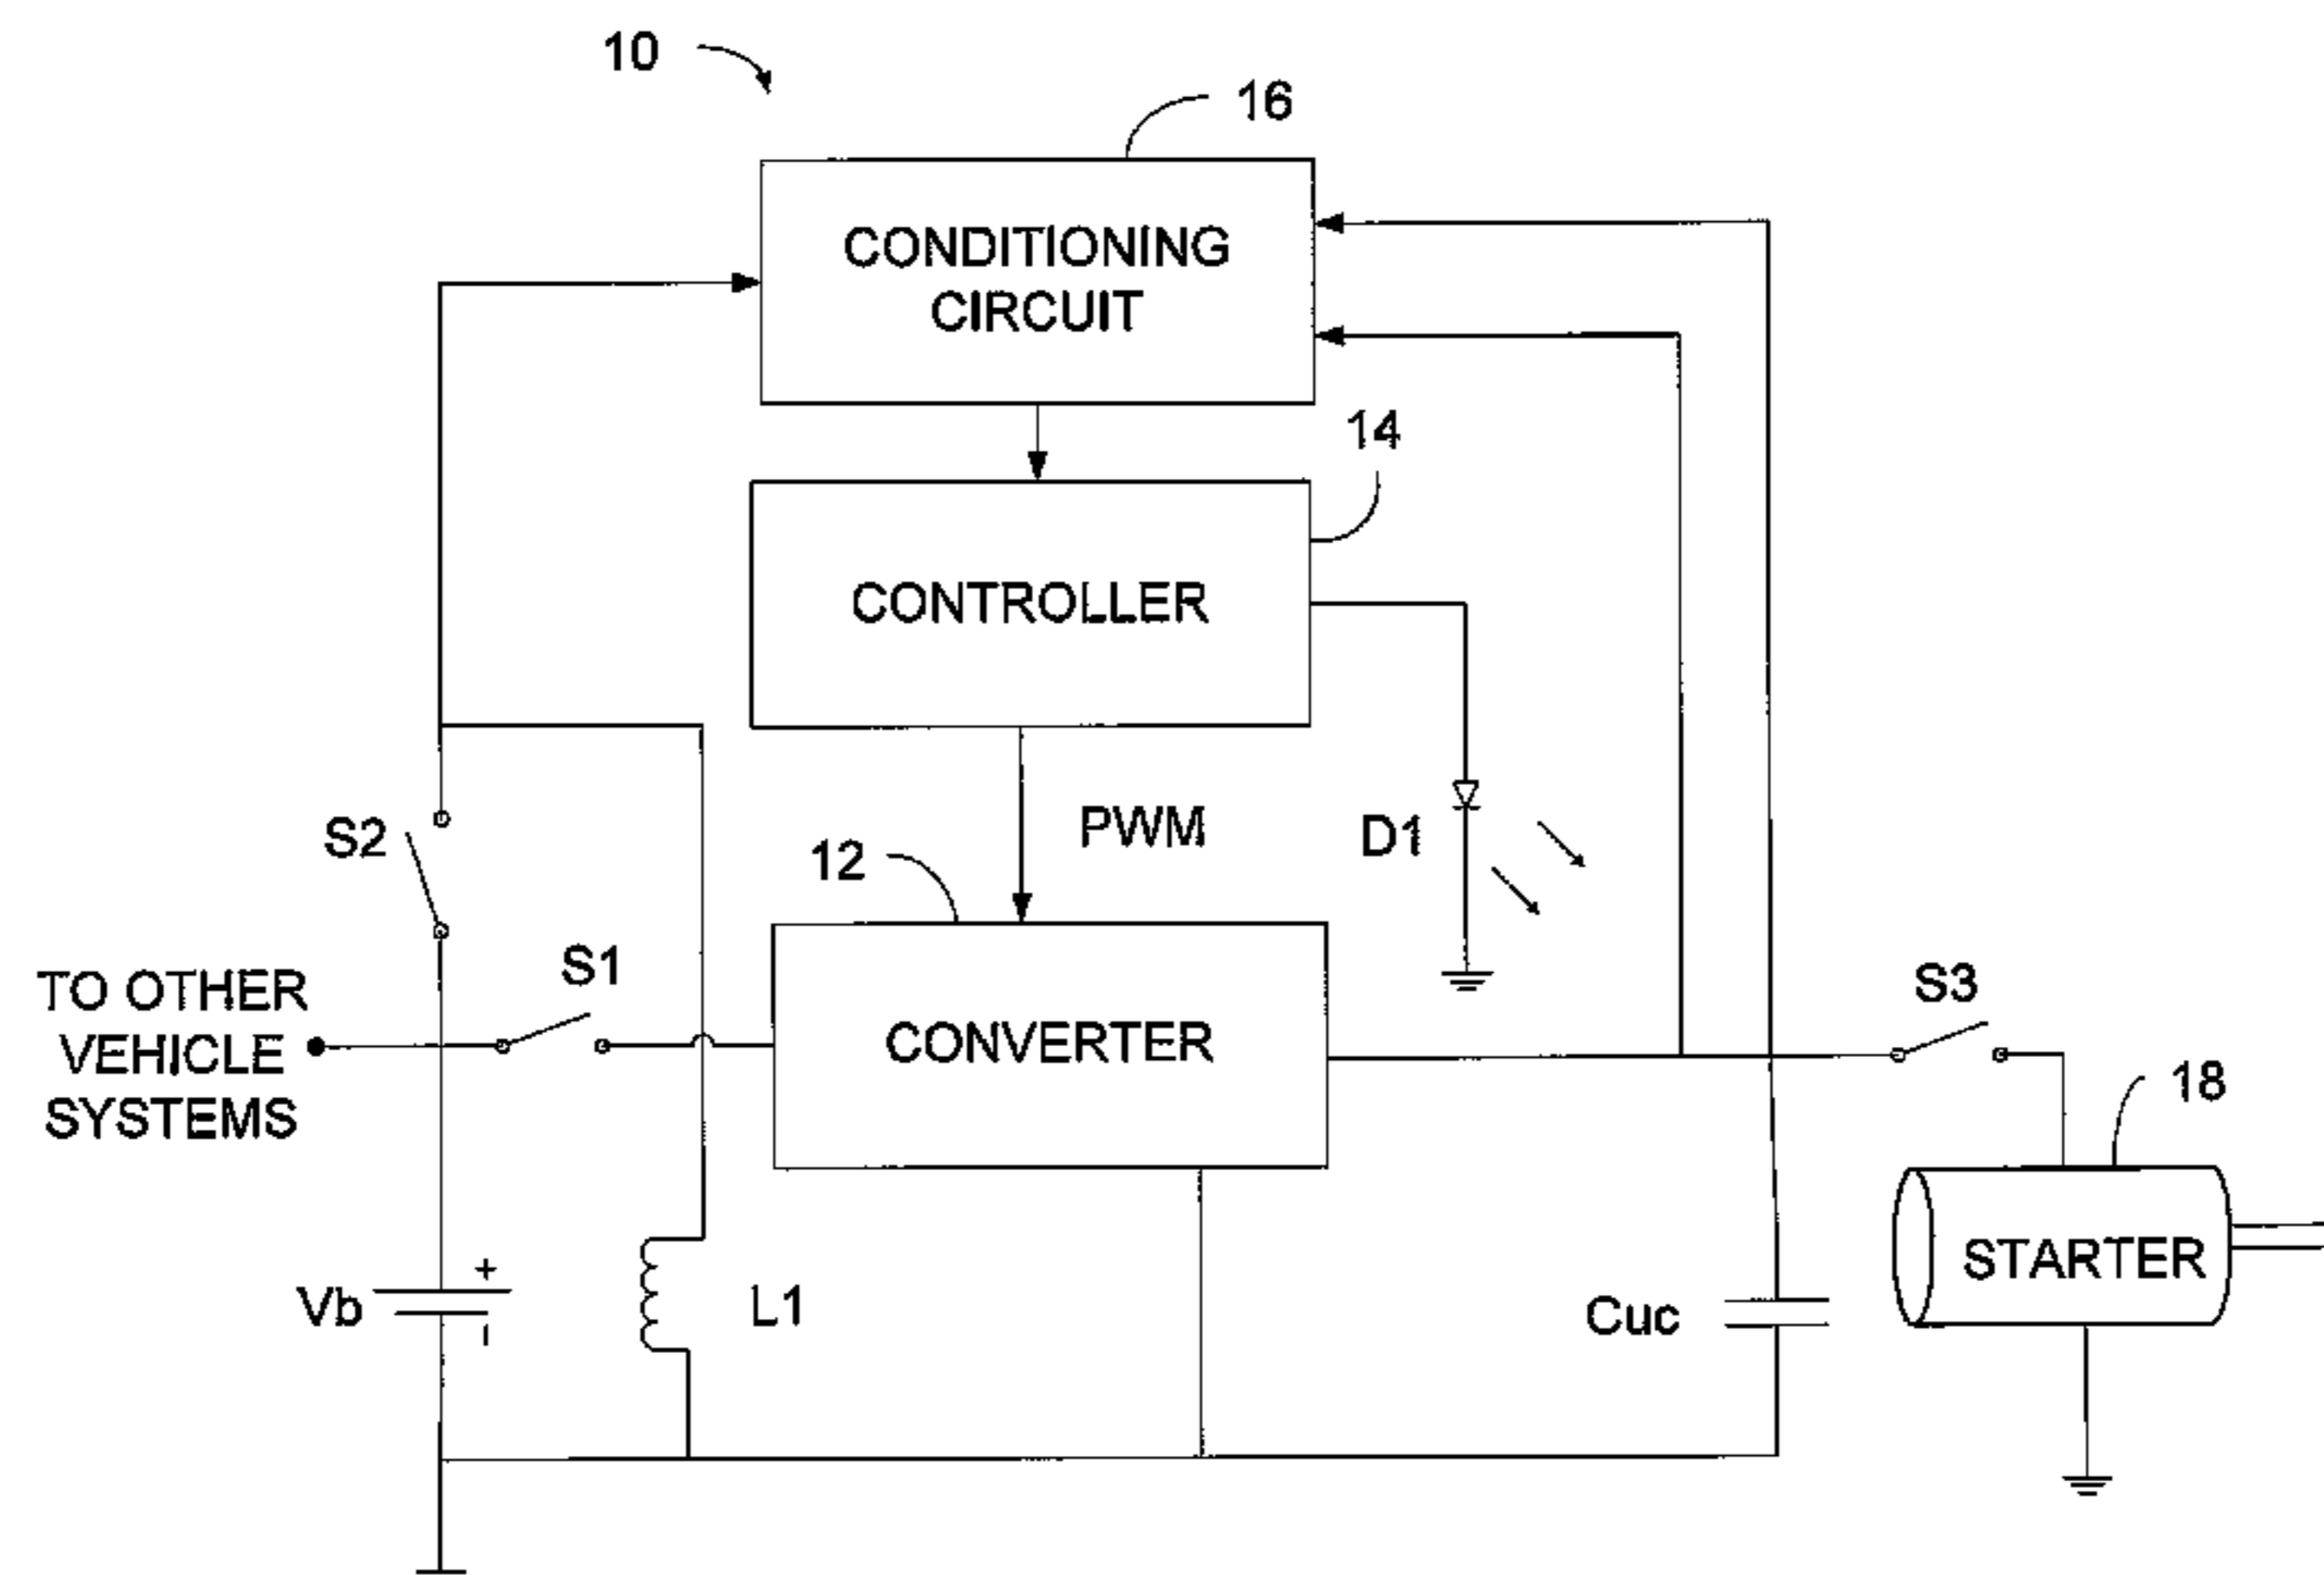 10
16
CONDITIONING
CIRCUIT
14
CONTROLLER
S2
PWM
D1
12
S1
S3
TO OTHER
VEHICLE
SYSTEMS
CONVERTER
18
+
Vb
-
L1
Cuc
STARTER